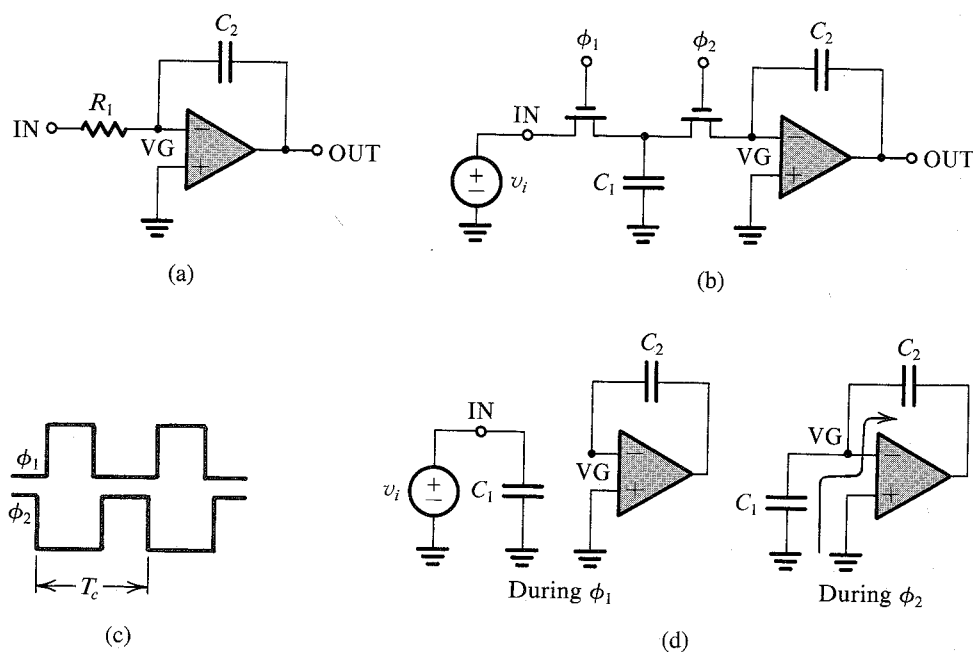 C₂
R₁
IN
VG
OUT
−
+
(a)
ϕ₁
ϕ₂
C₂
IN
VG
OUT
vᵢ
C₁
+
−
−
+
(b)
ϕ₁
ϕ₂
T_c
(c)
C₂
IN
VG
vᵢ
C₁
+
−
−
+
During ϕ₁
C₂
VG
C₁
−
+
During ϕ₂
(d)